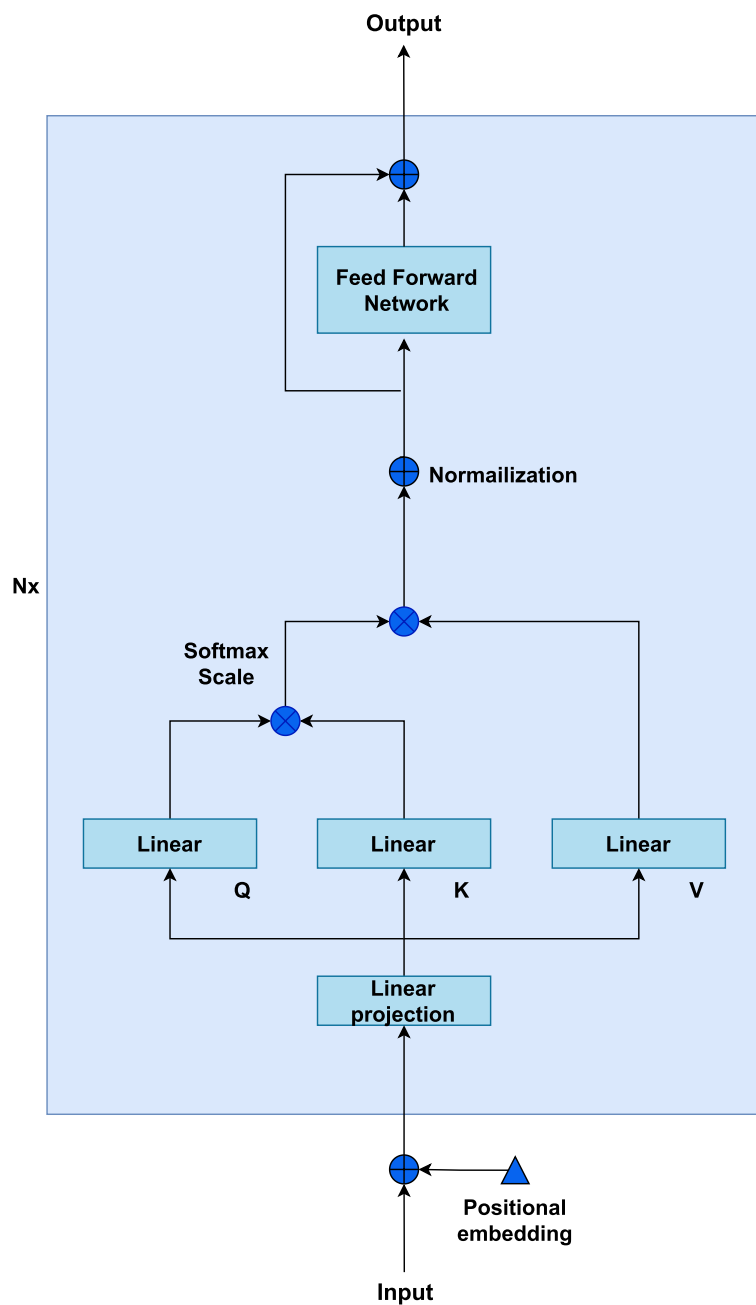 Output
Feed Forward
Network
Normailization
Nx
Softmax
Scale
Linear
Linear
Linear
Q
K
V
Linear
projection
Positional
embedding
Input